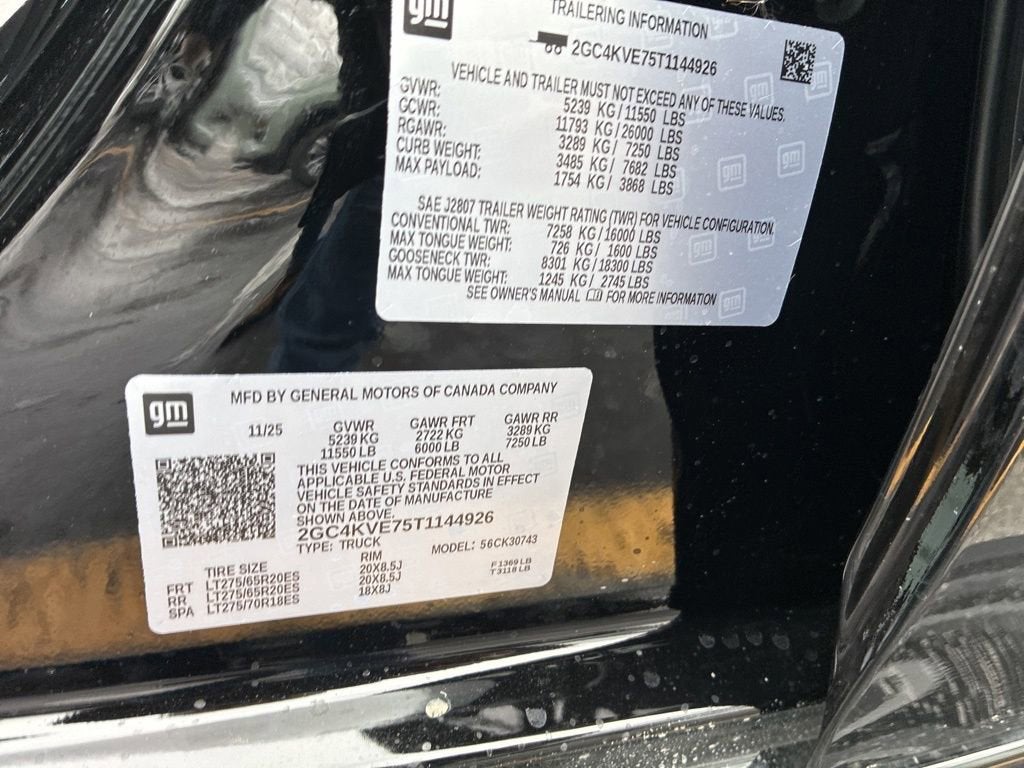 gm
TRAILERING INFORMATION
2GC4KVE75T1144926
VEHICLE AND TRAILER MUST NOT EXCEED ANY OF THESE VALUES.
GVWR: 5239 KG / 11550 LBS
GCWR: 11793 KG / 26000 LBS
RGAWR: 3289 KG / 7250 LBS
CURB WEIGHT: 3485 KG / 7682 LBS
MAX PAYLOAD: 1754 KG / 3868 LBS
SAE J2807 TRAILER WEIGHT RATING (TWR) FOR VEHICLE CONFIGURATION.
CONVENTIONAL TWR: 7258 KG / 16000 LBS
MAX TONGUE WEIGHT: 726 KG / 1600 LBS
GOOSENECK TWR: 8301 KG / 18300 LBS
MAX TONGUE WEIGHT: 1245 KG / 2745 LBS
SEE OWNER'S MANUAL FOR MORE INFORMATION
gm
MFD BY GENERAL MOTORS OF CANADA COMPANY
11/25 GVWR GAWR FRT GAWR RR
5239 KG 2722 KG 3289 KG
11550 LB 6000 LB 7250 LB
THIS VEHICLE CONFORMS TO ALL
APPLICABLE U.S. FEDERAL MOTOR
VEHICLE SAFETY STANDARDS IN EFFECT
ON THE DATE OF MANUFACTURE
SHOWN ABOVE.
2GC4KVE75T1144926
TYPE: TRUCK MODEL: 56CK30743
TIRE SIZE RIM
FRT LT275/65R20ES 20X8.5J F 1369 LB
RR LT275/65R20ES 20X8.5J T 3118 LB
SPA LT275/70R18ES 18X8J